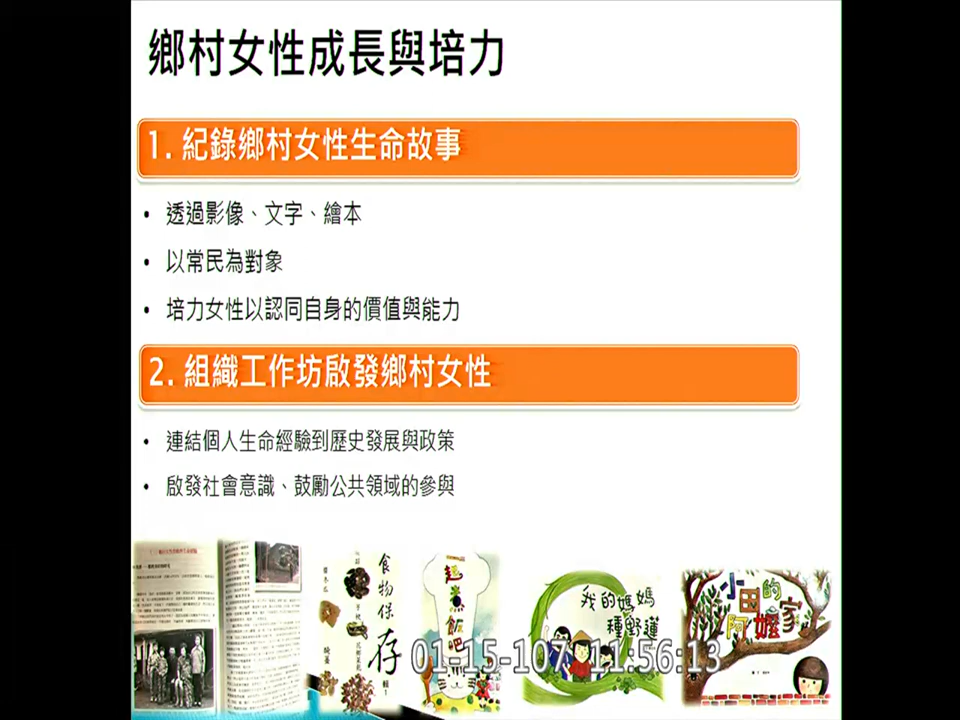 鄉村女性成長與培力
1. 紀錄鄉村女性生命故事
• 透過影像、文字、繪本
• 以常民為對象
• 培力女性以認同自身的價值與能力
2. 組織工作坊啟發鄉村女性
• 連結個人生命經驗到歷史發展與政策
• 啟發社會意識、鼓勵公共領域的參與
食物保存
起煮飯吧
我的媽媽
種野蓮
小田的
阿嬤家
01-15-107 11:56:13